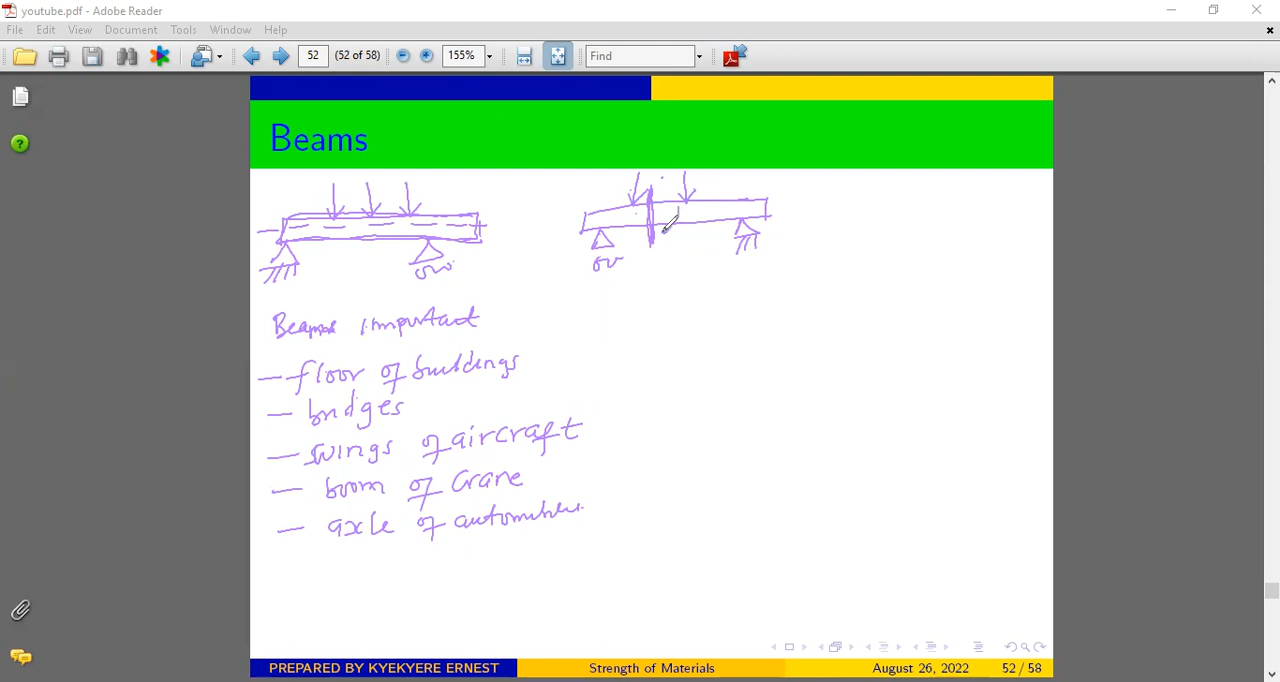 youtube.pdf - Adobe Reader
File Edit View Document Tools Window Help
52 (52 of 58) 155% Find
Beams
Beams important
— floor of buildings
— bridges
— wings of aircraft
— boom of Crane
— axle of automobiles
PREPARED BY KYEKYERE ERNEST Strength of Materials August 26, 2022 52 / 58